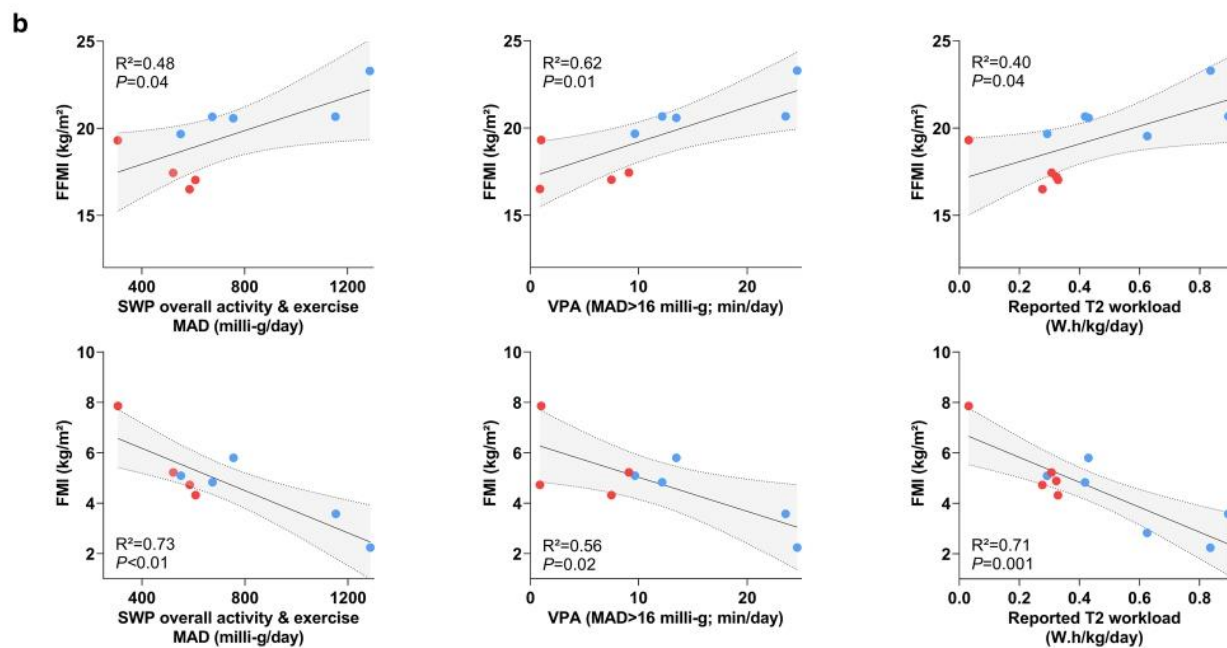 b
25
20
15
FFMI (kg/m²)
R²=0.48
P=0.04
400 800 1200
SWP overall activity & exercise
MAD (milli-g/day)
25
20
15
FFMI (kg/m²)
R²=0.62
P=0.01
0 10 20
VPA (MAD>16 milli-g; min/day)
25
20
15
FFMI (kg/m²)
R²=0.40
P=0.04
0.0 0.2 0.4 0.6 0.8
Reported T2 workload
(W.h/kg/day)
10
8
6
4
2
FMI (kg/m²)
R²=0.73
P<0.01
400 800 1200
SWP overall activity & exercise
MAD (milli-g/day)
10
8
6
4
2
FMI (kg/m²)
R²=0.56
P=0.02
0 10 20
VPA (MAD>16 milli-g; min/day)
10
8
6
4
2
FMI (kg/m²)
R²=0.71
P=0.001
0.0 0.2 0.4 0.6 0.8
Reported T2 workload
(W.h/kg/day)